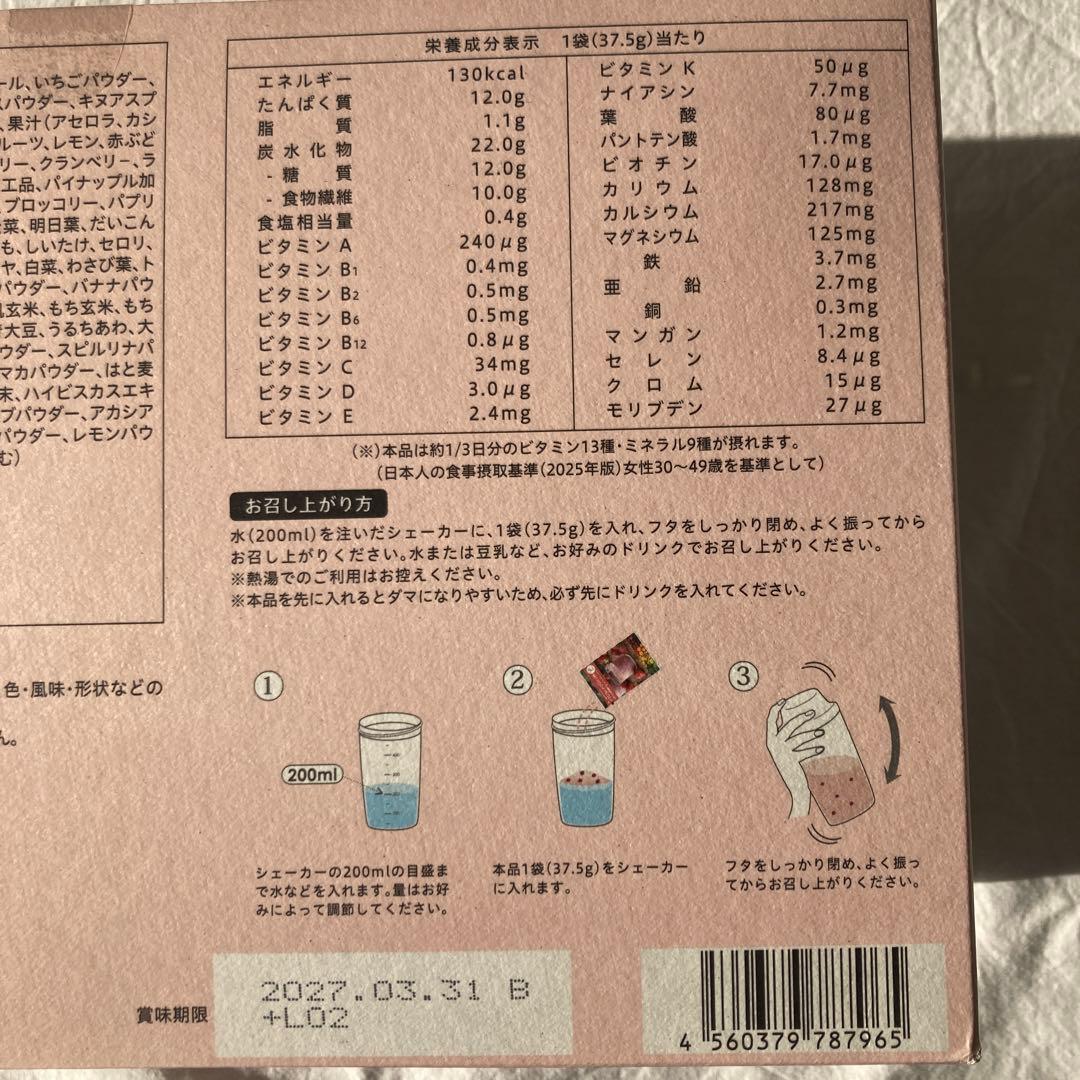 ール、いちごパウダー、
スパウダー、キヌアスプ
、果汁(アセロラ、カシ
ルーツ、レモン、赤ぶど
リー、クランベリー、ラ
工品、パイナップル加
、ブロッコリー、パプリ
菜、明日葉、だいこん
も、しいたけ、セロリ、
ヤ、白菜、わさび葉、ト
パウダー、バナナパウ
玄米、もち玄米、もち
大豆、うるちあわ、大
ウダー、スピルリナパ
マカパウダー、はと麦
末、ハイビスカスエキ
ブパウダー、アカシア
パウダー、レモンパウ
む)
色・風味・形状などの
ん。
栄養成分表示 1袋(37.5g)当たり
エネルギー 130kcal
たんぱく質 12.0g
脂質 1.1g
炭水化物 22.0g
- 糖質 12.0g
- 食物繊維 10.0g
食塩相当量 0.4g
ビタミン A 240μg
ビタミン B1 0.4mg
ビタミン B2 0.5mg
ビタミン B6 0.5mg
ビタミン B12 0.8μg
ビタミン C 34mg
ビタミン D 3.0μg
ビタミン E 2.4mg
ビタミン K 50μg
ナイアシン 7.7mg
葉酸 80μg
パントテン酸 1.7mg
ビオチン 17.0μg
カリウム 128mg
カルシウム 217mg
マグネシウム 125mg
鉄 3.7mg
亜鉛 2.7mg
銅 0.3mg
マンガン 1.2mg
セレン 8.4μg
クロム 15μg
モリブデン 27μg
(※)本品は約1/3日分のビタミン13種・ミネラル9種が摂れます。
(日本人の食事摂取基準(2025年版)女性30〜49歳を基準として)
お召し上がり方
水(200ml)を注いだシェーカーに、1袋(37.5g)を入れ、フタをしっかり閉め、よく振ってから
お召し上がりください。水または豆乳など、お好みのドリンクでお召し上がりください。
※熱湯でのご利用はお控えください。
※本品を先に入れるとダマになりやすいため、必ず先にドリンクを入れてください。
①
②
③
200ml
シェーカーの200mlの目盛ま
で水などを入れます。量はお好
みによって調節してください。
本品1袋(37.5g)をシェーカー
に入れます。
フタをしっかり閉め、よく振っ
てからお召し上がりください。
賞味期限
2027.03.31 B
+L02
4 560379 787965